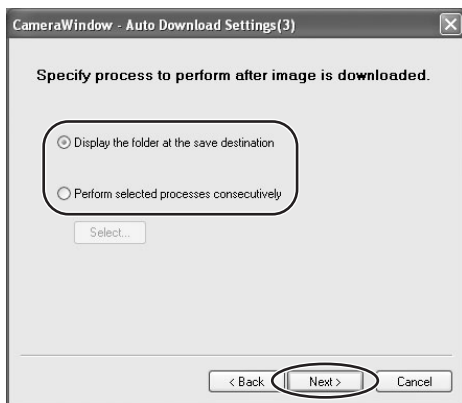 CameraWindow - Auto Download Settings(3)
Specify process to perform after image is downloaded.
Display the folder at the save destination
Perform selected processes consecutively
Select...
< Back
Next >
Cancel